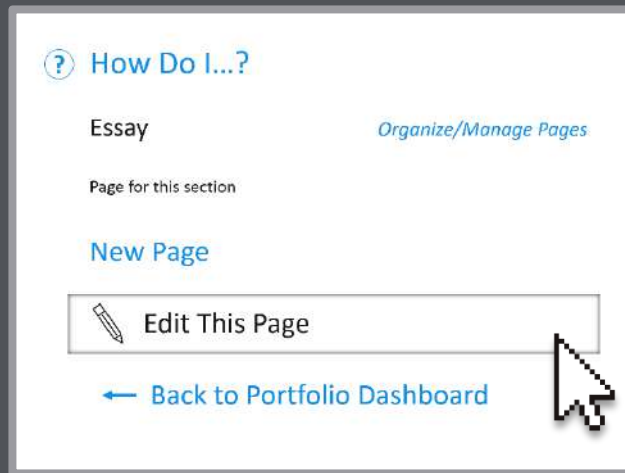 ? How Do I...?
Essay Organize/Manage Pages
Page for this section
New Page
Edit This Page
← Back to Portfolio Dashboard